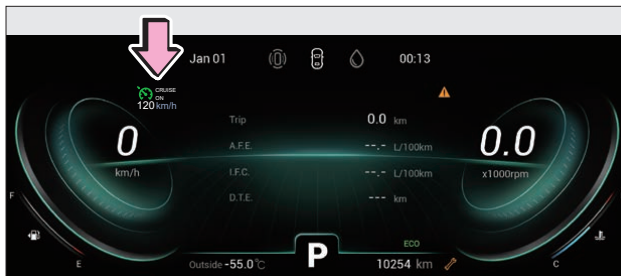 Jan 01 00:13
CRUISE
ON
120 km/h
0
km/h
Trip 0.0 km
A.F.E. --.- L/100km
I.F.C. --.- L/100km
D.T.E. --- km
0.0
x1000rpm
F
E
C
Outside -55.0°C
P
ECO
10254 km